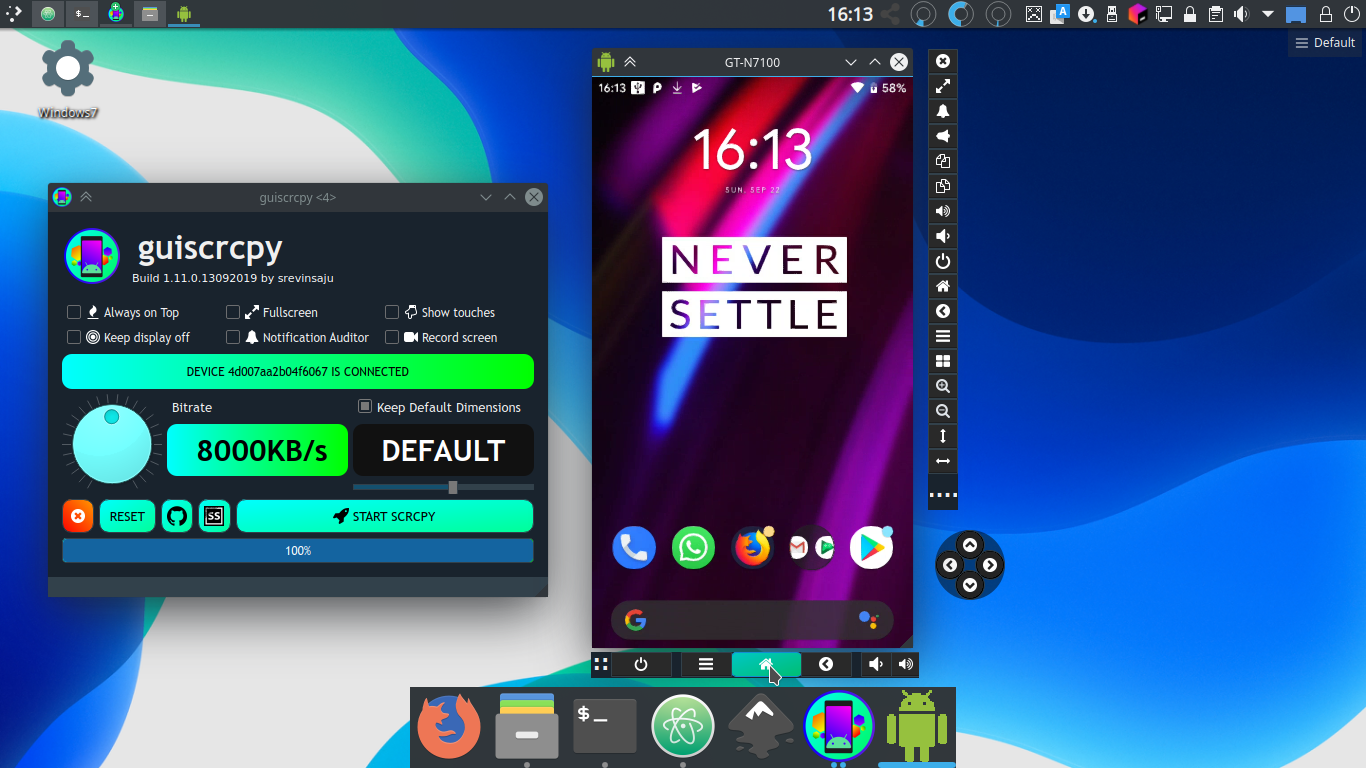 $_
16:13
A
Default
Windows7
GT-N7100
16:13
58%
16:13
SUN, SEP 22
NEVER
SETTLE
guiscrcpy <4>
guiscrcpy
Build 1.11.0.13092019 by srevinsaju
Always on Top
Fullscreen
Show touches
Keep display off
Notification Auditor
Record screen
DEVICE 4d007aa2b04f6067 IS CONNECTED
Bitrate
Keep Default Dimensions
8000KB/s
DEFAULT
RESET
SS
START SCRCPY
100%
M
G
$_